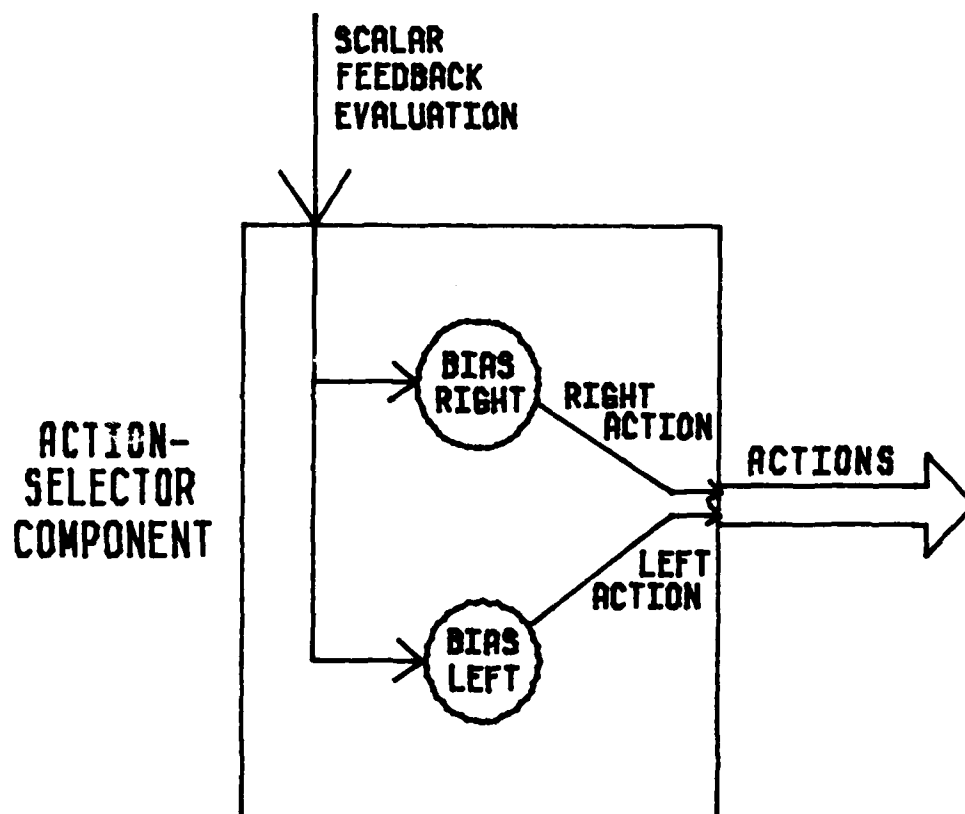 SCALAR
FEEDBACK
EVALUATION
BIAS
RIGHT
RIGHT
ACTION
ACTION-
SELECTOR
COMPONENT
ACTIONS
LEFT
ACTION
BIAS
LEFT